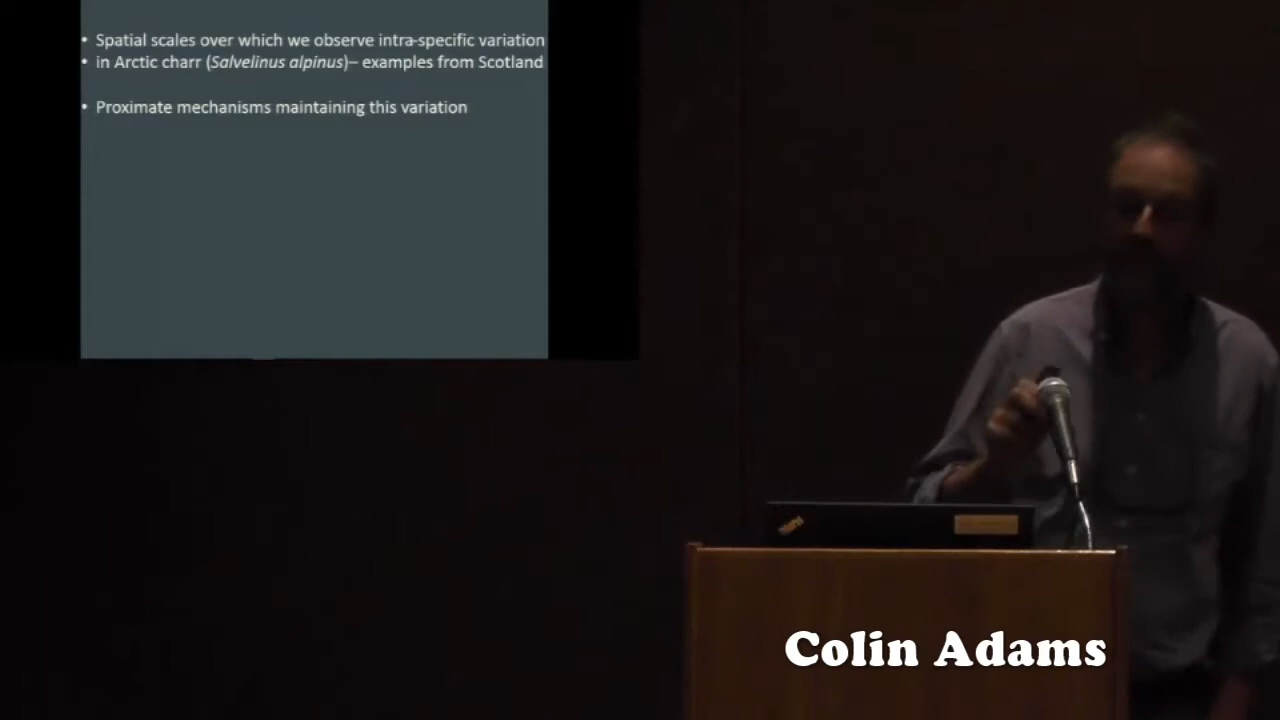 • Spatial scales over which we observe intra-specific variation
• in Arctic charr (Salvelinus alpinus)– examples from Scotland
• Proximate mechanisms maintaining this variation
Colin Adams